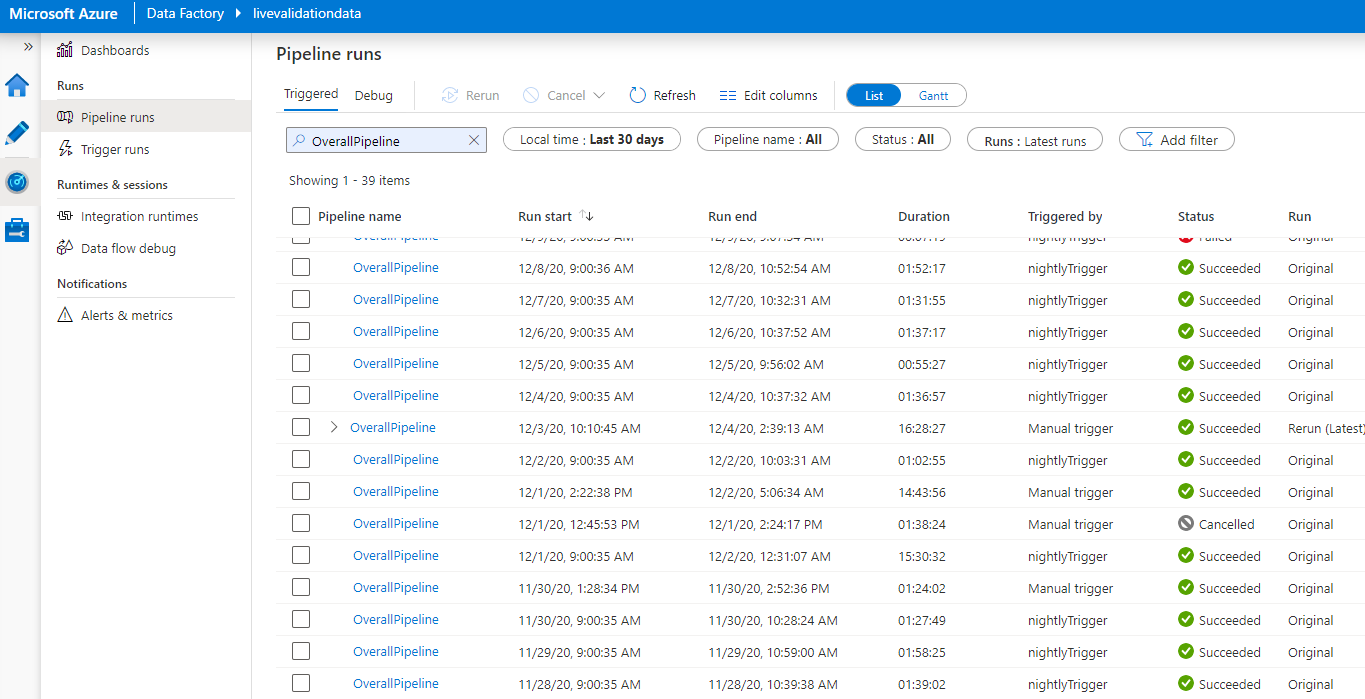 Microsoft Azure Data Factory livevalidationdata
Dashboards
Runs
Pipeline runs
Trigger runs
Runtimes & sessions
Integration runtimes
Data flow debug
Notifications
Alerts & metrics
Pipeline runs
Triggered Debug Rerun Cancel Refresh Edit columns List Gantt
OverallPipeline Local time : Last 30 days Pipeline name : All Status : All Runs : Latest runs Add filter
Showing 1 - 39 items
Pipeline name Run start Run end Duration Triggered by Status Run
OverallPipeline 12/9/20, 9:00:35 AM 12/9/20, 9:07:54 AM 00:07:19 nightlyTrigger Failed Original
OverallPipeline 12/8/20, 9:00:36 AM 12/8/20, 10:52:54 AM 01:52:17 nightlyTrigger Succeeded Original
OverallPipeline 12/7/20, 9:00:35 AM 12/7/20, 10:32:31 AM 01:31:55 nightlyTrigger Succeeded Original
OverallPipeline 12/6/20, 9:00:35 AM 12/6/20, 10:37:52 AM 01:37:17 nightlyTrigger Succeeded Original
OverallPipeline 12/5/20, 9:00:35 AM 12/5/20, 9:56:02 AM 00:55:27 nightlyTrigger Succeeded Original
OverallPipeline 12/4/20, 9:00:35 AM 12/4/20, 10:37:32 AM 01:36:57 nightlyTrigger Succeeded Original
OverallPipeline 12/3/20, 10:10:45 AM 12/4/20, 2:39:13 AM 16:28:27 Manual trigger Succeeded Rerun (Latest)
OverallPipeline 12/2/20, 9:00:35 AM 12/2/20, 10:03:31 AM 01:02:55 nightlyTrigger Succeeded Original
OverallPipeline 12/1/20, 2:22:38 PM 12/2/20, 5:06:34 AM 14:43:56 Manual trigger Succeeded Original
OverallPipeline 12/1/20, 12:45:53 PM 12/1/20, 2:24:17 PM 01:38:24 Manual trigger Cancelled Original
OverallPipeline 12/1/20, 9:00:35 AM 12/2/20, 12:31:07 AM 15:30:32 nightlyTrigger Succeeded Original
OverallPipeline 11/30/20, 1:28:34 PM 11/30/20, 2:52:36 PM 01:24:02 Manual trigger Succeeded Original
OverallPipeline 11/30/20, 9:00:35 AM 11/30/20, 10:28:24 AM 01:27:49 nightlyTrigger Succeeded Original
OverallPipeline 11/29/20, 9:00:35 AM 11/29/20, 10:59:00 AM 01:58:25 nightlyTrigger Succeeded Original
OverallPipeline 11/28/20, 9:00:35 AM 11/28/20, 10:39:38 AM 01:39:02 nightlyTrigger Succeeded Original